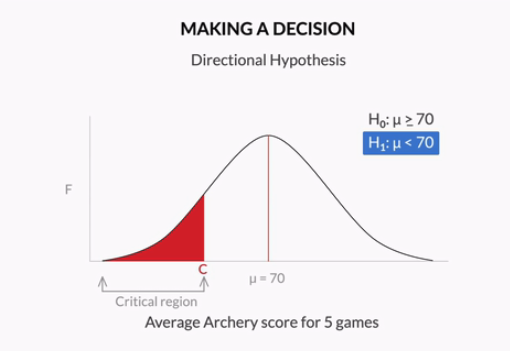 MAKING A DECISION
Directional Hypothesis
H₀: µ ≥ 70
H₁: µ < 70
F
C
µ = 70
Critical region
Average Archery score for 5 games